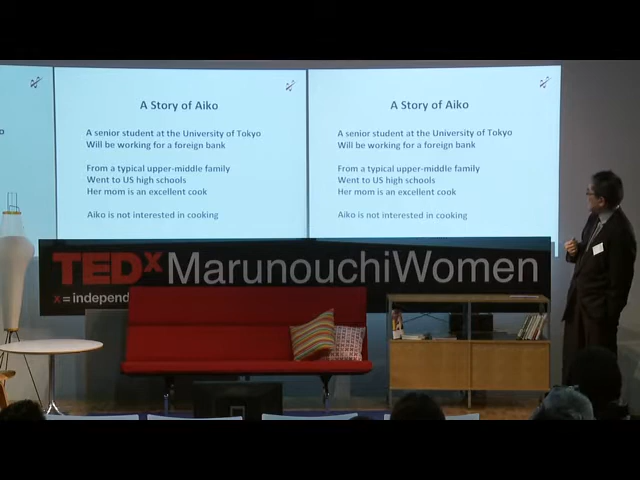 A Story of Aiko
A senior student at the University of Tokyo
Will be working for a foreign bank
From a typical upper-middle family
Went to US high schools
Her mom is an excellent cook
Aiko is not interested in cooking
A Story of Aiko
A senior student at the University of Tokyo
Will be working for a foreign bank
From a typical upper-middle family
Went to US high schools
Her mom is an excellent cook
Aiko is not interested in cooking
TEDx MarunouchiWomen
x = independ